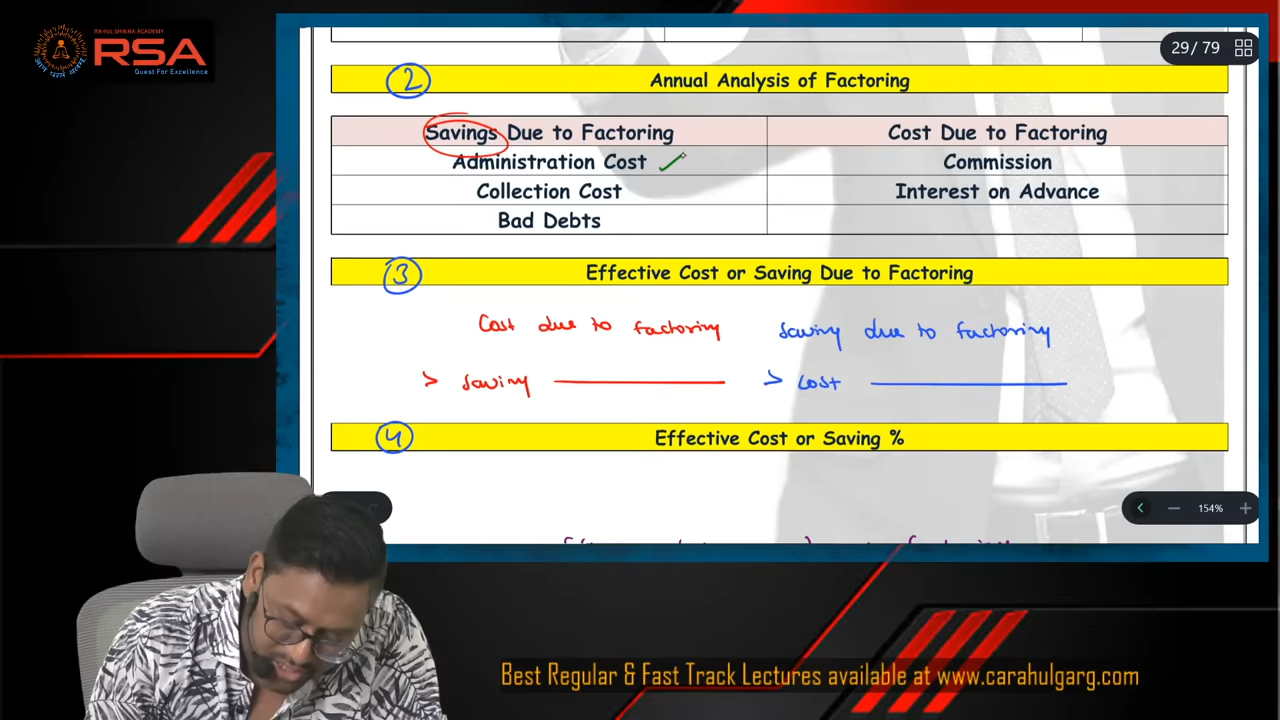 RAHUL SHIKHA ACADEMY
RSA
Quest For Excellence
29 / 79
2 Annual Analysis of Factoring
Savings Due to Factoring Cost Due to Factoring
Administration Cost ✓ Commission
Collection Cost Interest on Advance
Bad Debts
3 Effective Cost or Saving Due to Factoring
Cost due to factoring Saving due to factoring
> Saving > Cost
4 Effective Cost or Saving %
154%
Best Regular & Fast Track Lectures available at www.carahulgarg.com